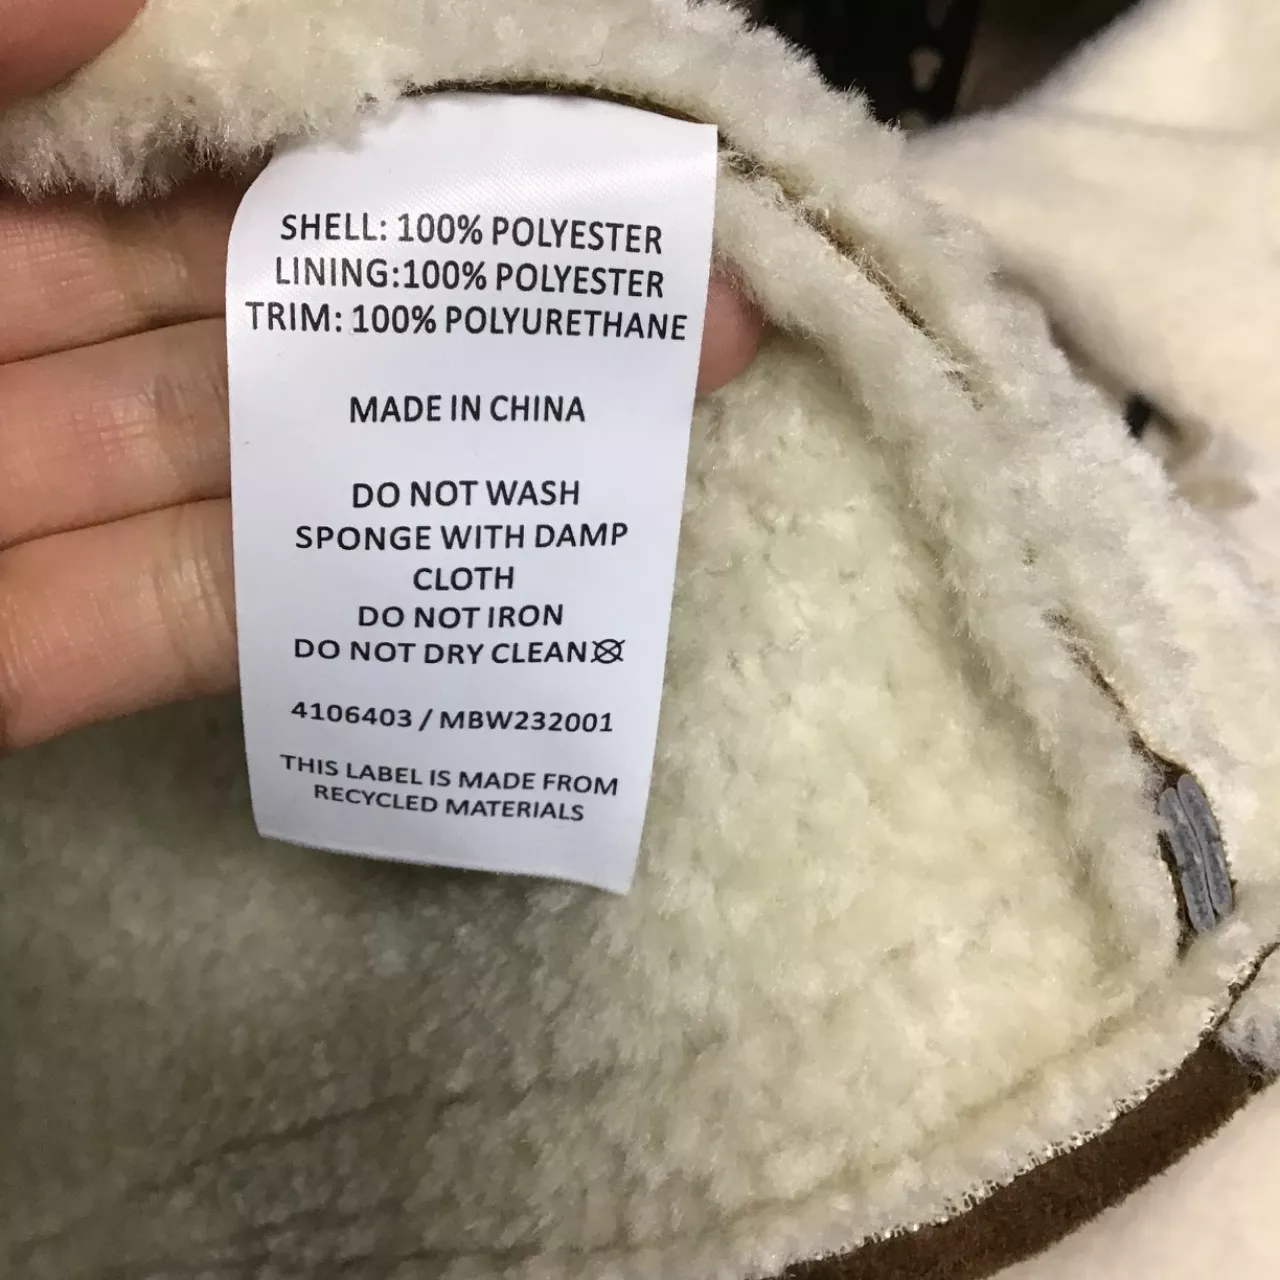 SHELL: 100% POLYESTER
LINING:100% POLYESTER
TRIM: 100% POLYURETHANE
MADE IN CHINA
DO NOT WASH
SPONGE WITH DAMP
CLOTH
DO NOT IRON
DO NOT DRY CLEAN
4106403 / MBW232001
THIS LABEL IS MADE FROM
RECYCLED MATERIALS